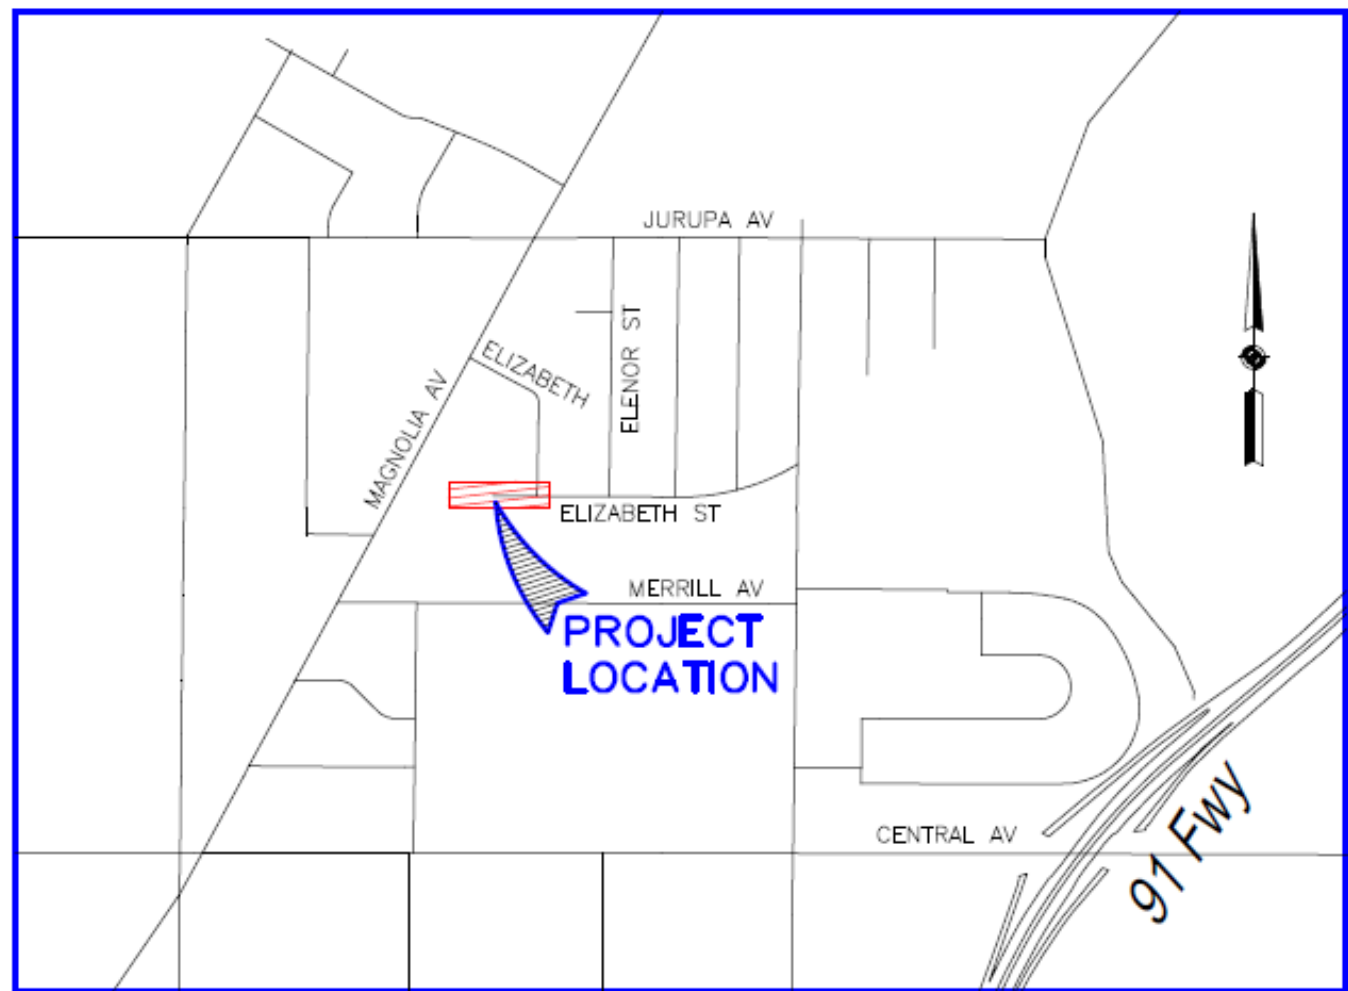 JURUPA AV
ELIZABETH
ELENOR ST
MAGNOLIA AV
ELIZABETH ST
MERRILL AV
PROJECT
LOCATION
CENTRAL AV
91 Fwy